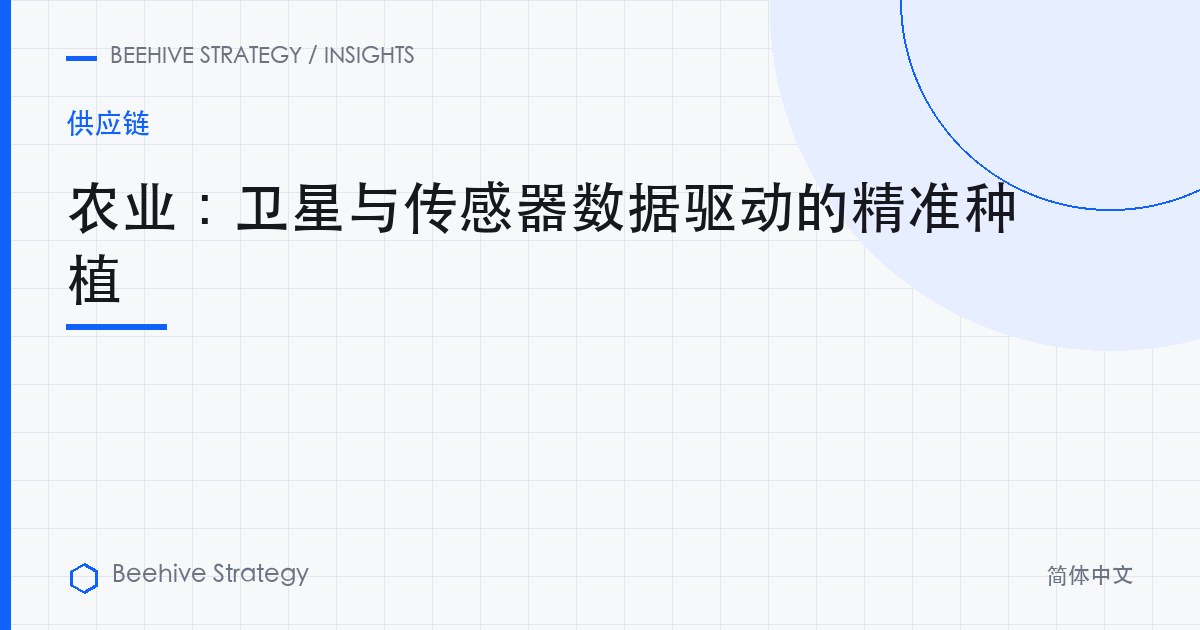 BEEHIVE STRATEGY / INSIGHTS
供应链
农业：卫星与传感器数据驱动的精准种
植
Beehive Strategy
简体中文